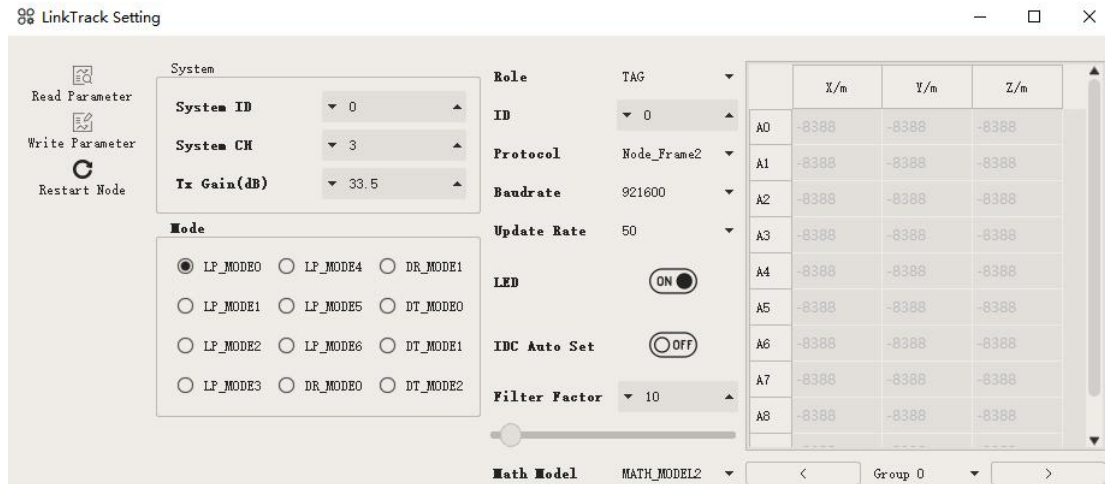 LinkTrack Setting
Read Parameter
Write Parameter
Restart Node
System
System ID 0
System CH 3
Tx Gain(dB) 33.5
Mode
LP_MODE0 LP_MODE4 DR_MODE1
LP_MODE1 LP_MODE5 DT_MODE0
LP_MODE2 LP_MODE6 DT_MODE1
LP_MODE3 DR_MODE0 DT_MODE2
Role TAG
ID 0
Protocol Node_Frame2
Baudrate 921600
Update Rate 50
LED ON
IDC Auto Set OFF
Filter Factor 10
Math Model MATH_MODEL2
X/m Y/m Z/m
A0 -8388 -8388 -8388
A1 -8388 -8388 -8388
A2 -8388 -8388 -8388
A3 -8388 -8388 -8388
A4 -8388 -8388 -8388
A5 -8388 -8388 -8388
A6 -8388 -8388 -8388
A7 -8388 -8388 -8388
A8 -8388 -8388 -8388
< Group 0 >